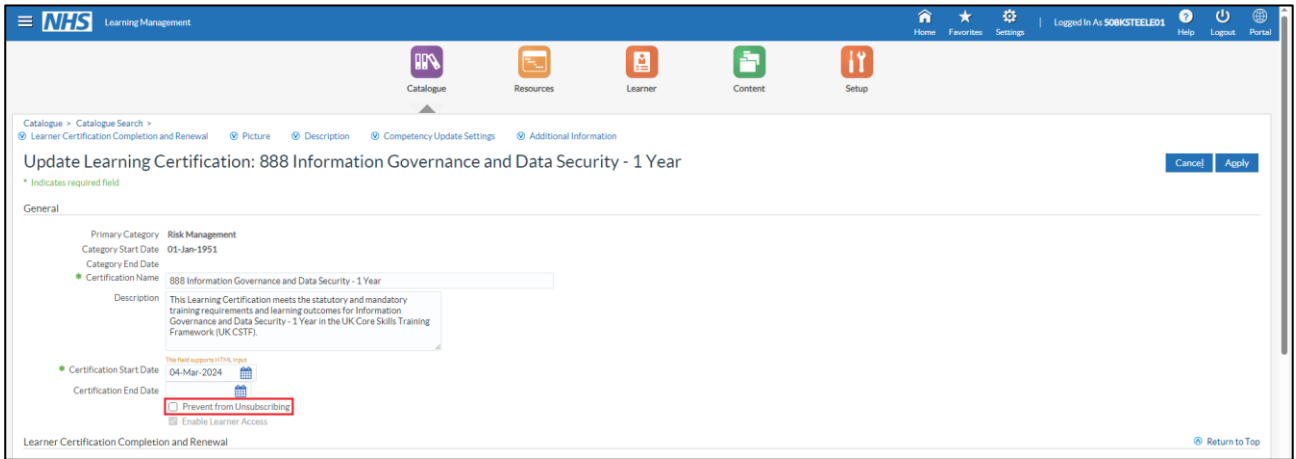 NHS Learning Management
Home Favorites Settings | Logged In As 508KSTEELE01 Help Logout Portal
Catalogue Resources Learner Content Setup
Catalogue > Catalogue Search >
Learner Certification Completion and Renewal Picture Description Competency Update Settings Additional Information
Update Learning Certification: 888 Information Governance and Data Security - 1 Year
Cancel Apply
* Indicates required field
General
Primary Category Risk Management
Category Start Date 01-Jan-1951
Category End Date
* Certification Name 888 Information Governance and Data Security - 1 Year
Description This Learning Certification meets the statutory and mandatory
training requirements and learning outcomes for Information
Governance and Data Security - 1 Year in the UK Core Skills Training
Framework (UK CSTF).
This field supports HTML input
* Certification Start Date 04-Mar-2024
Certification End Date
Prevent from Unsubscribing
Enable Learner Access
Learner Certification Completion and Renewal
Return to Top